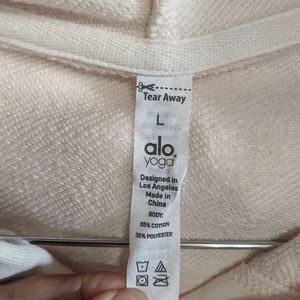 Tear Away
L
alo
yoga
Designed in
Los Angeles
Made in
China
BODY:
65% COTTON
35% POLYESTER